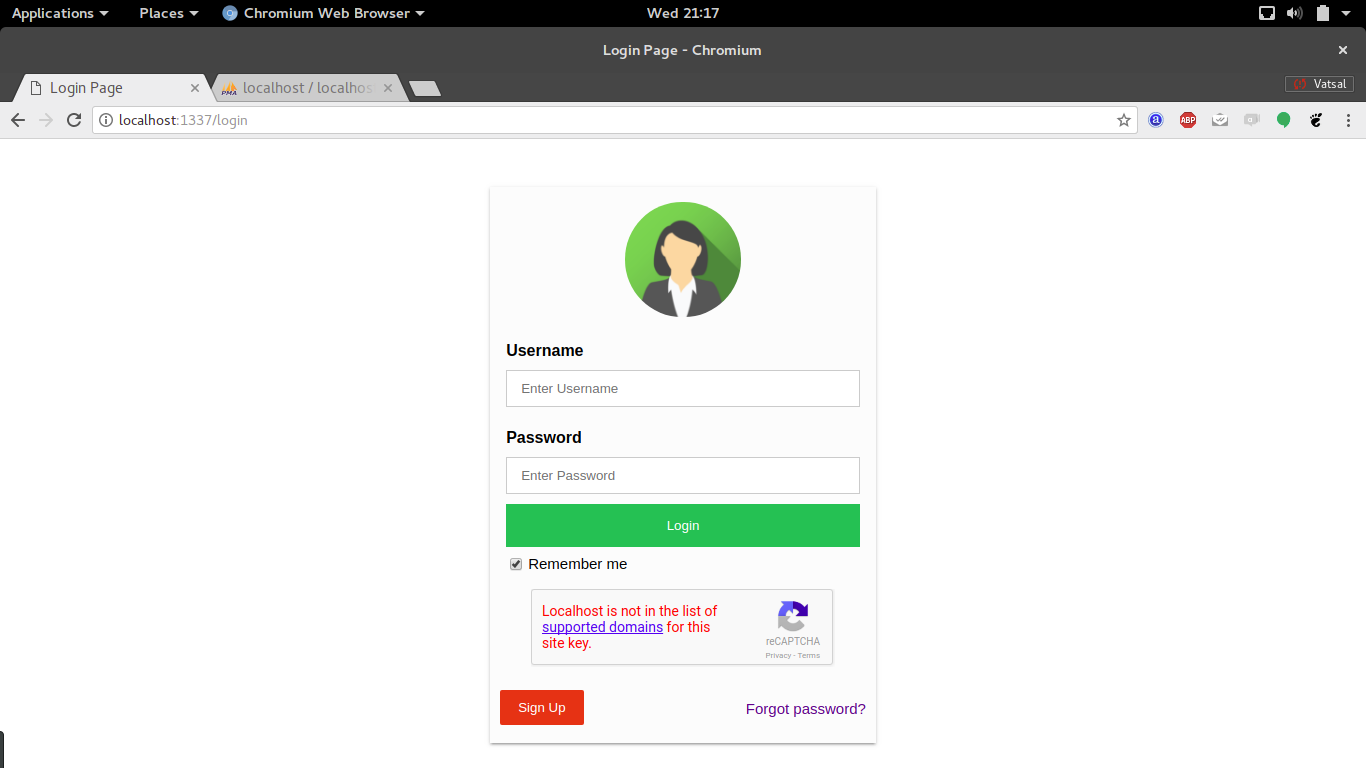 Applications Places Chromium Web Browser Wed 21:17
Login Page - Chromium
Login Page localhost / localhos Vatsal
localhost:1337/login
Username
Enter Username
Password
Enter Password
Login
Remember me
Localhost is not in the list of
supported domains for this
site key.
reCAPTCHA
Privacy - Terms
Sign Up Forgot password?
PMA
ABP
a
a